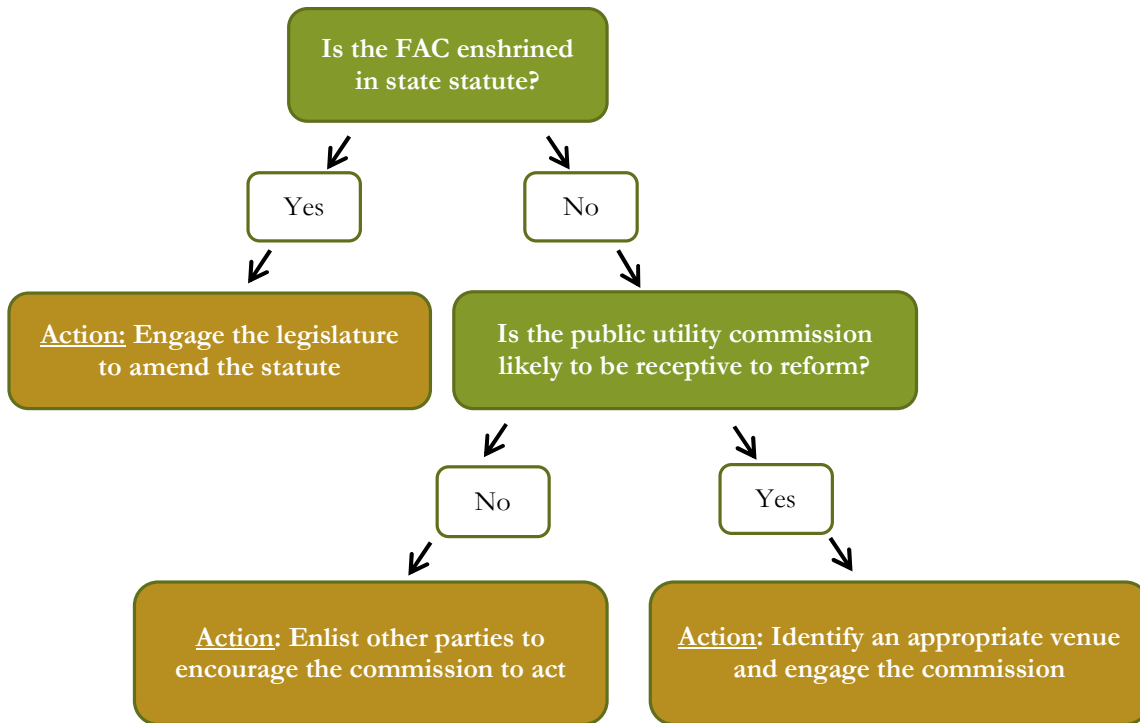 Is the FAC enshrined
in state statute?
Yes
No
Action: Engage the legislature
to amend the statute
Is the public utility commission
likely to be receptive to reform?
No
Yes
Action: Enlist other parties to
encourage the commission to act
Action: Identify an appropriate venue
and engage the commission